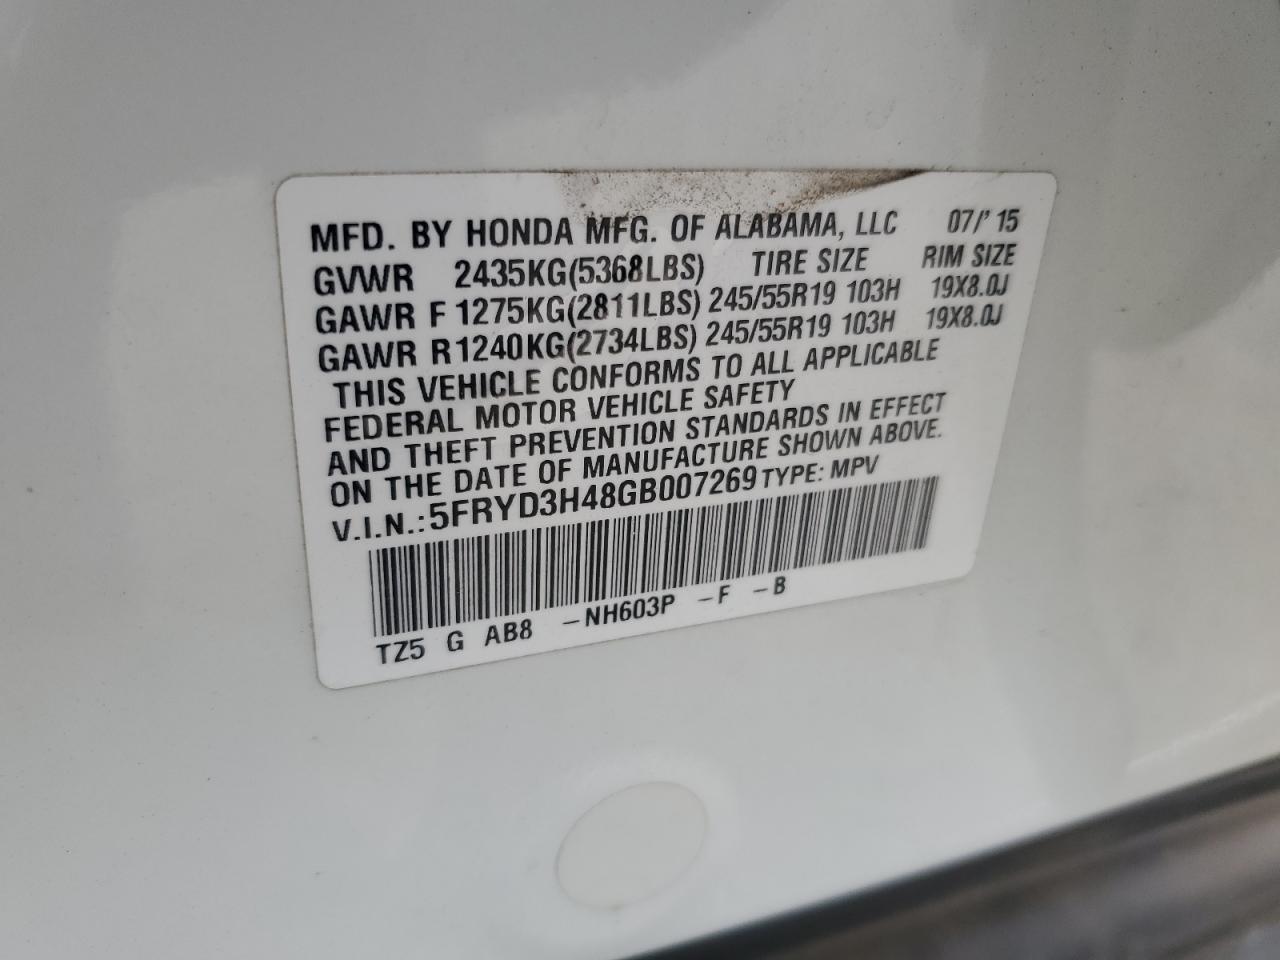 MFD. BY HONDA MFG. OF ALABAMA, LLC 07/'15
GVWR 2435KG(5368LBS) TIRE SIZE RIM SIZE
GAWR F 1275KG(2811LBS) 245/55R19 103H 19X8.0J
GAWR R 1240KG(2734LBS) 245/55R19 103H 19X8.0J
THIS VEHICLE CONFORMS TO ALL APPLICABLE
FEDERAL MOTOR VEHICLE SAFETY
AND THEFT PREVENTION STANDARDS IN EFFECT
ON THE DATE OF MANUFACTURE SHOWN ABOVE.
V.I.N.: 5FRYD3H48GB007269 TYPE: MPV
TZ5 G AB8 -NH603P -F -B